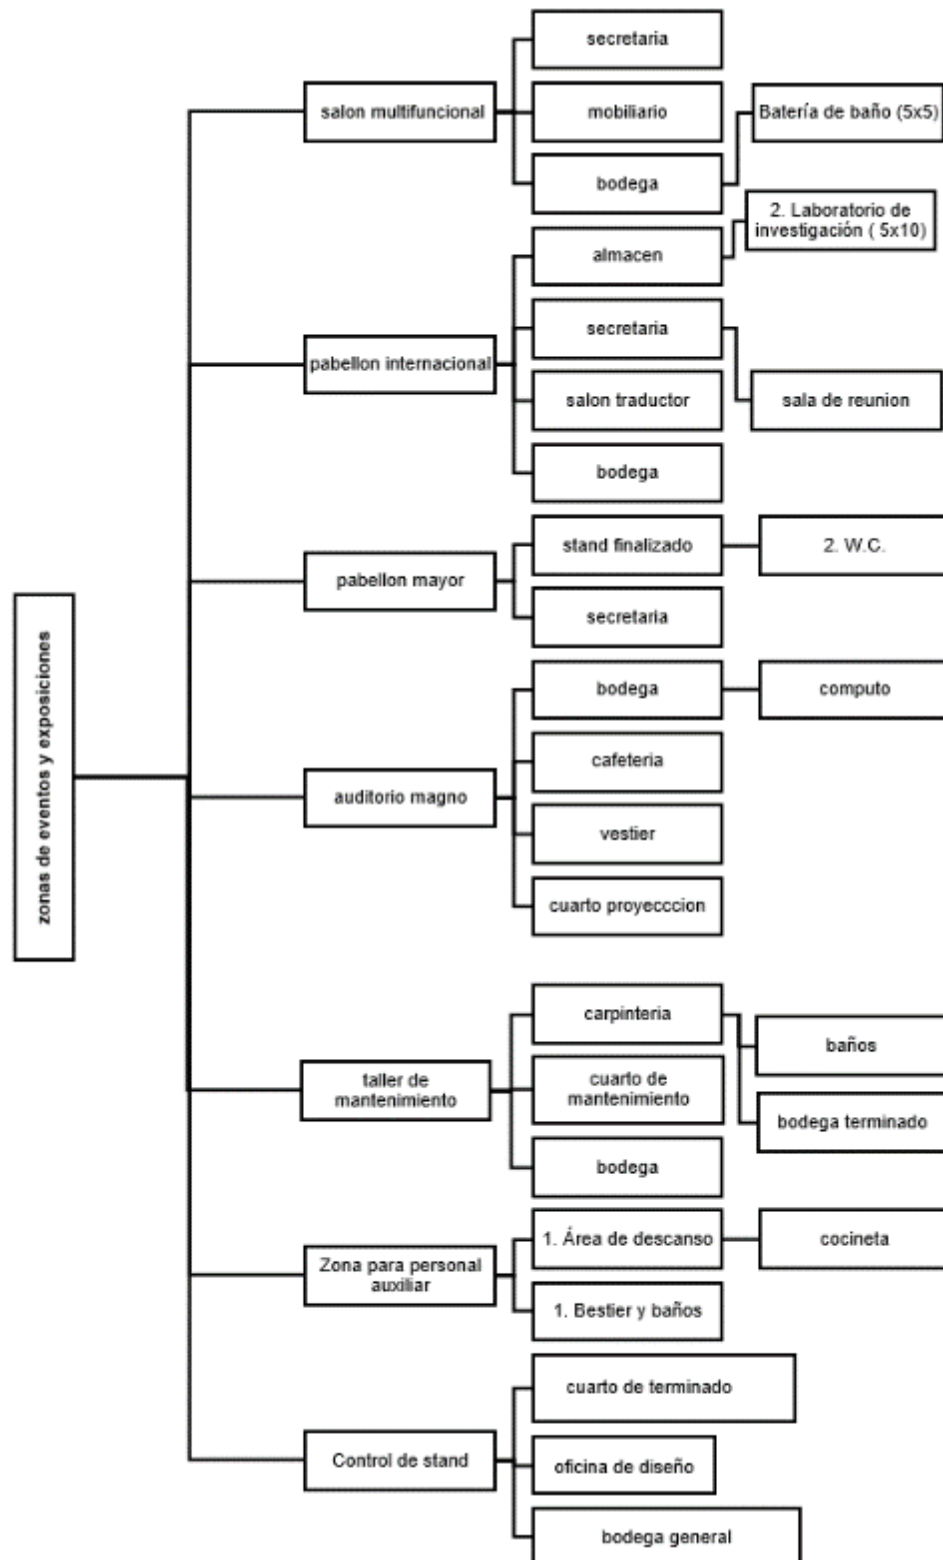 zonas de eventos y exposiciones
salon multifuncional
secretaria
mobiliario
bodega
Batería de baño (5x5)
pabellon internacional
almacen
2. Laboratorio de
investigación ( 5x10)
secretaria
sala de reunion
salon traductor
bodega
pabellon mayor
stand finalizado
2. W.C.
secretaria
auditorio magno
bodega
computo
cafeteria
vestier
cuarto proyecccion
taller de
mantenimiento
carpinteria
baños
bodega terminado
cuarto de
mantenimiento
bodega
Zona para personal
auxiliar
1. Área de descanso
cocineta
1. Bestier y baños
Control de stand
cuarto de terminado
oficina de diseño
bodega general